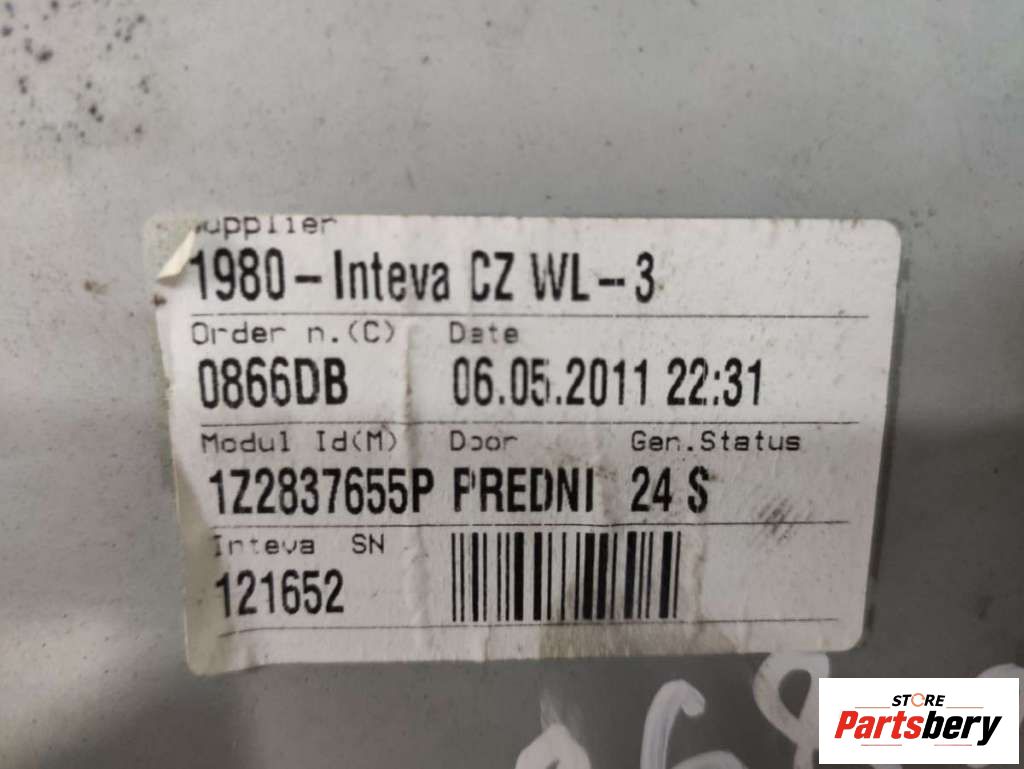 Supplier
1980-Inteva CZ WL-3
Order n.(C) Date
0866DB 06.05.2011 22:31
Modul Id(M) Door Gen.Status
1Z2837655P PREDNI 24 S
Inteva SN
121652
STORE
Partsbery